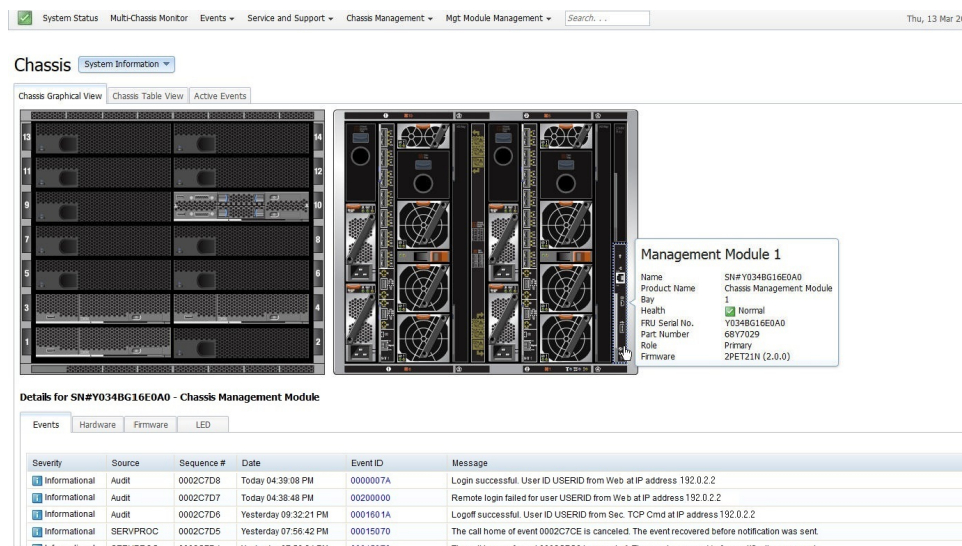 System Status Multi-Chassis Monitor Events Service and Support Chassis Management Mgt Module Management Search. . . Thu, 13 Mar 20
Chassis System Information
Chassis Graphical View Chassis Table View Active Events
13 14
11 12
9 10
7 8
5 6
3 4
1 2
Management Module 1
Name SN#Y034BG16E0A0
Product Name Chassis Management Module
Bay 1
Health Normal
FRU Serial No. Y034BG16E0A0
Part Number 68Y7029
Role Primary
Firmware 2PET21N (2.0.0)
Details for SN#Y034BG16E0A0 - Chassis Management Module
Events Hardware Firmware LED
Severity Source Sequence # Date Event ID Message
Informational Audit 0002C7D8 Today 04:39:08 PM 0000007A Login successful. User ID USERID from Web at IP address 192.0.2.2
Informational Audit 0002C7D7 Today 04:38:48 PM 00200000 Remote login failed for user USERID from Web at IP address 192.0.2.2
Informational Audit 0002C7D6 Yesterday 09:32:21 PM 0001601A Logoff successful. User ID USERID from Sec. TCP Cmd at IP address 192.0.2.2
Informational SERVPROC 0002C7D5 Yesterday 07:56:42 PM 00015070 The call home of event 0002C7CE is canceled. The event recovered before notification was sent.